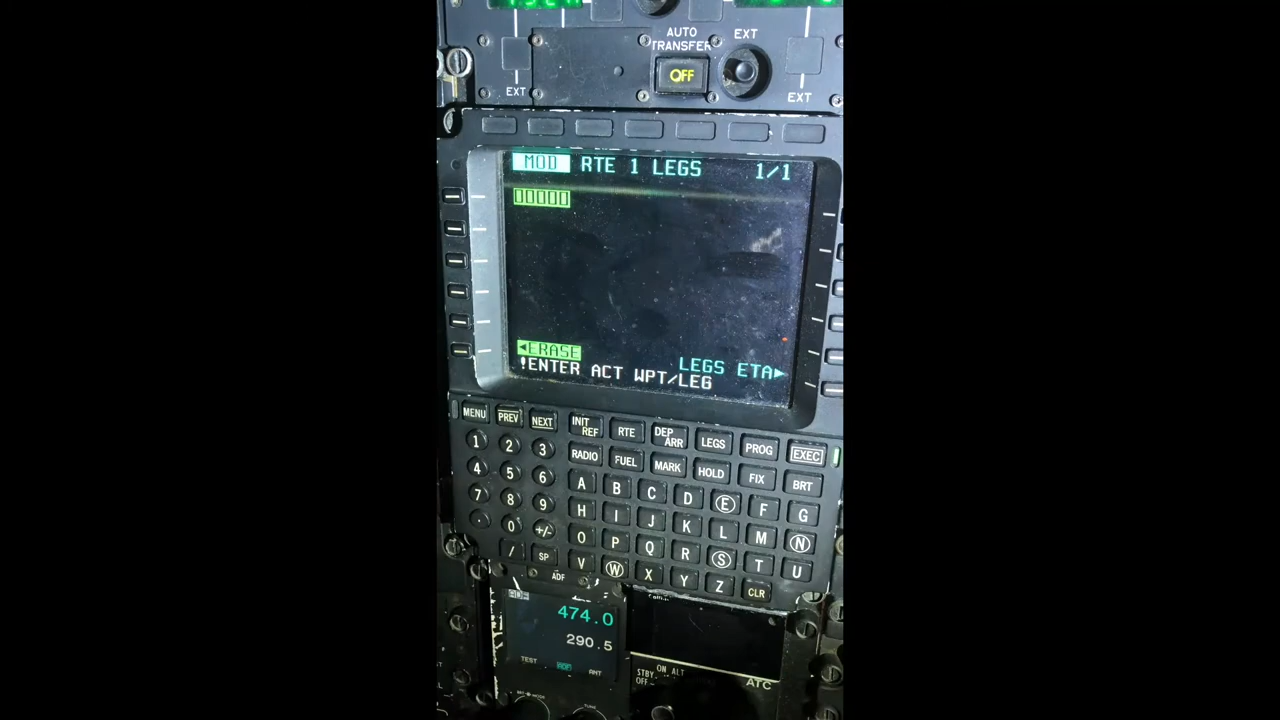 AUTO
TRANSFER
EXT
OFF
EXT
EXT
MOD RTE 1 LEGS 1/1
◄ERASE
LEGS ETA►
!ENTER ACT WPT/LEG
MENU PREV NEXT INIT REF RTE DEP ARR LEGS PROG EXEC
RADIO FUEL MARK HOLD FIX BRT
1 2 3
4 5 6
7 8 9
. 0 +/-
/ SP
A B C D E F G
H I J K L M N
O P Q R S T U
V W X Y Z CLR
ADF
ADF
474.0
290.5
TEST ADF ANT
ON ALT
STBY
OFF
ATC